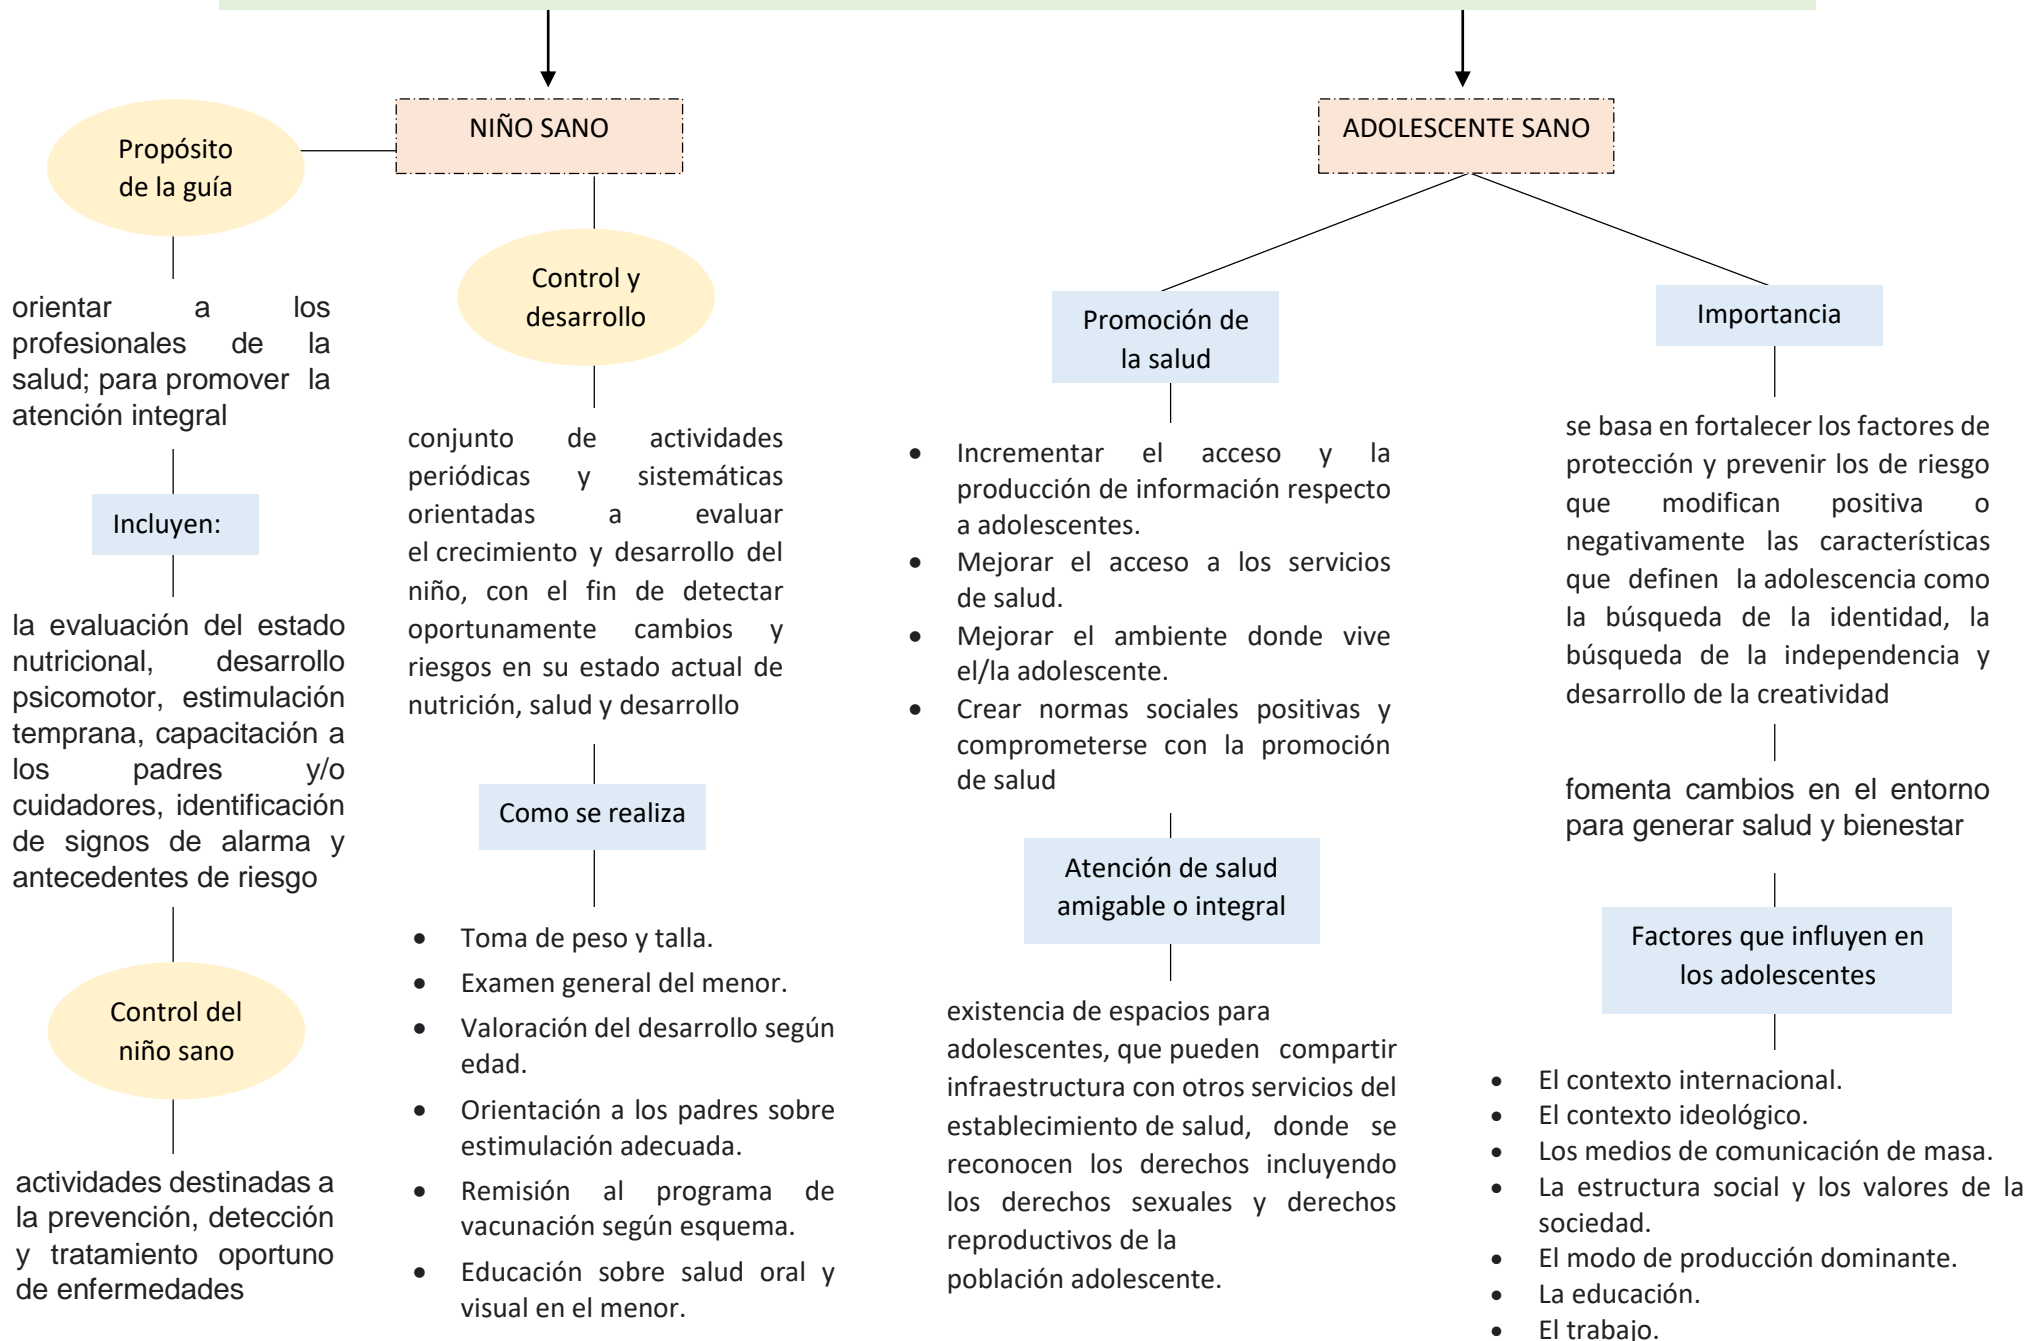 NIÑO SANO
Propósito
de la guía
orientar a los
profesionales de la
salud; para promover la
atención integral
Incluyen:
la evaluación del estado
nutricional, desarrollo
psicomotor, estimulación
temprana, capacitación a
los padres y/o
cuidadores, identificación
de signos de alarma y
antecedentes de riesgo
Control del
niño sano
actividades destinadas a
la prevención, detección
y tratamiento oportuno
de enfermedades
Control y
desarrollo
conjunto de actividades
periódicas y sistemáticas
orientadas a evaluar
el crecimiento y desarrollo del
niño, con el fin de detectar
oportunamente cambios y
riesgos en su estado actual de
nutrición, salud y desarrollo
Como se realiza
• Toma de peso y talla.
• Examen general del menor.
• Valoración del desarrollo según
edad.
• Orientación a los padres sobre
estimulación adecuada.
• Remisión al programa de
vacunación según esquema.
• Educación sobre salud oral y
visual en el menor.
ADOLESCENTE SANO
Promoción de
la salud
• Incrementar el acceso y la
producción de información respecto
a adolescentes.
• Mejorar el acceso a los servicios
de salud.
• Mejorar el ambiente donde vive
el/la adolescente.
• Crear normas sociales positivas y
comprometerse con la promoción
de salud
Atención de salud
amigable o integral
existencia de espacios para
adolescentes, que pueden compartir
infraestructura con otros servicios del
establecimiento de salud, donde se
reconocen los derechos incluyendo
los derechos sexuales y derechos
reproductivos de la
población adolescente.
Importancia
se basa en fortalecer los factores de
protección y prevenir los de riesgo
que modifican positiva o
negativamente las características
que definen la adolescencia como
la búsqueda de la identidad, la
búsqueda de la independencia y
desarrollo de la creatividad
fomenta cambios en el entorno
para generar salud y bienestar
Factores que influyen en
los adolescentes
• El contexto internacional.
• El contexto ideológico.
• Los medios de comunicación de masa.
• La estructura social y los valores de la
sociedad.
• El modo de producción dominante.
• La educación.
• El trabajo.